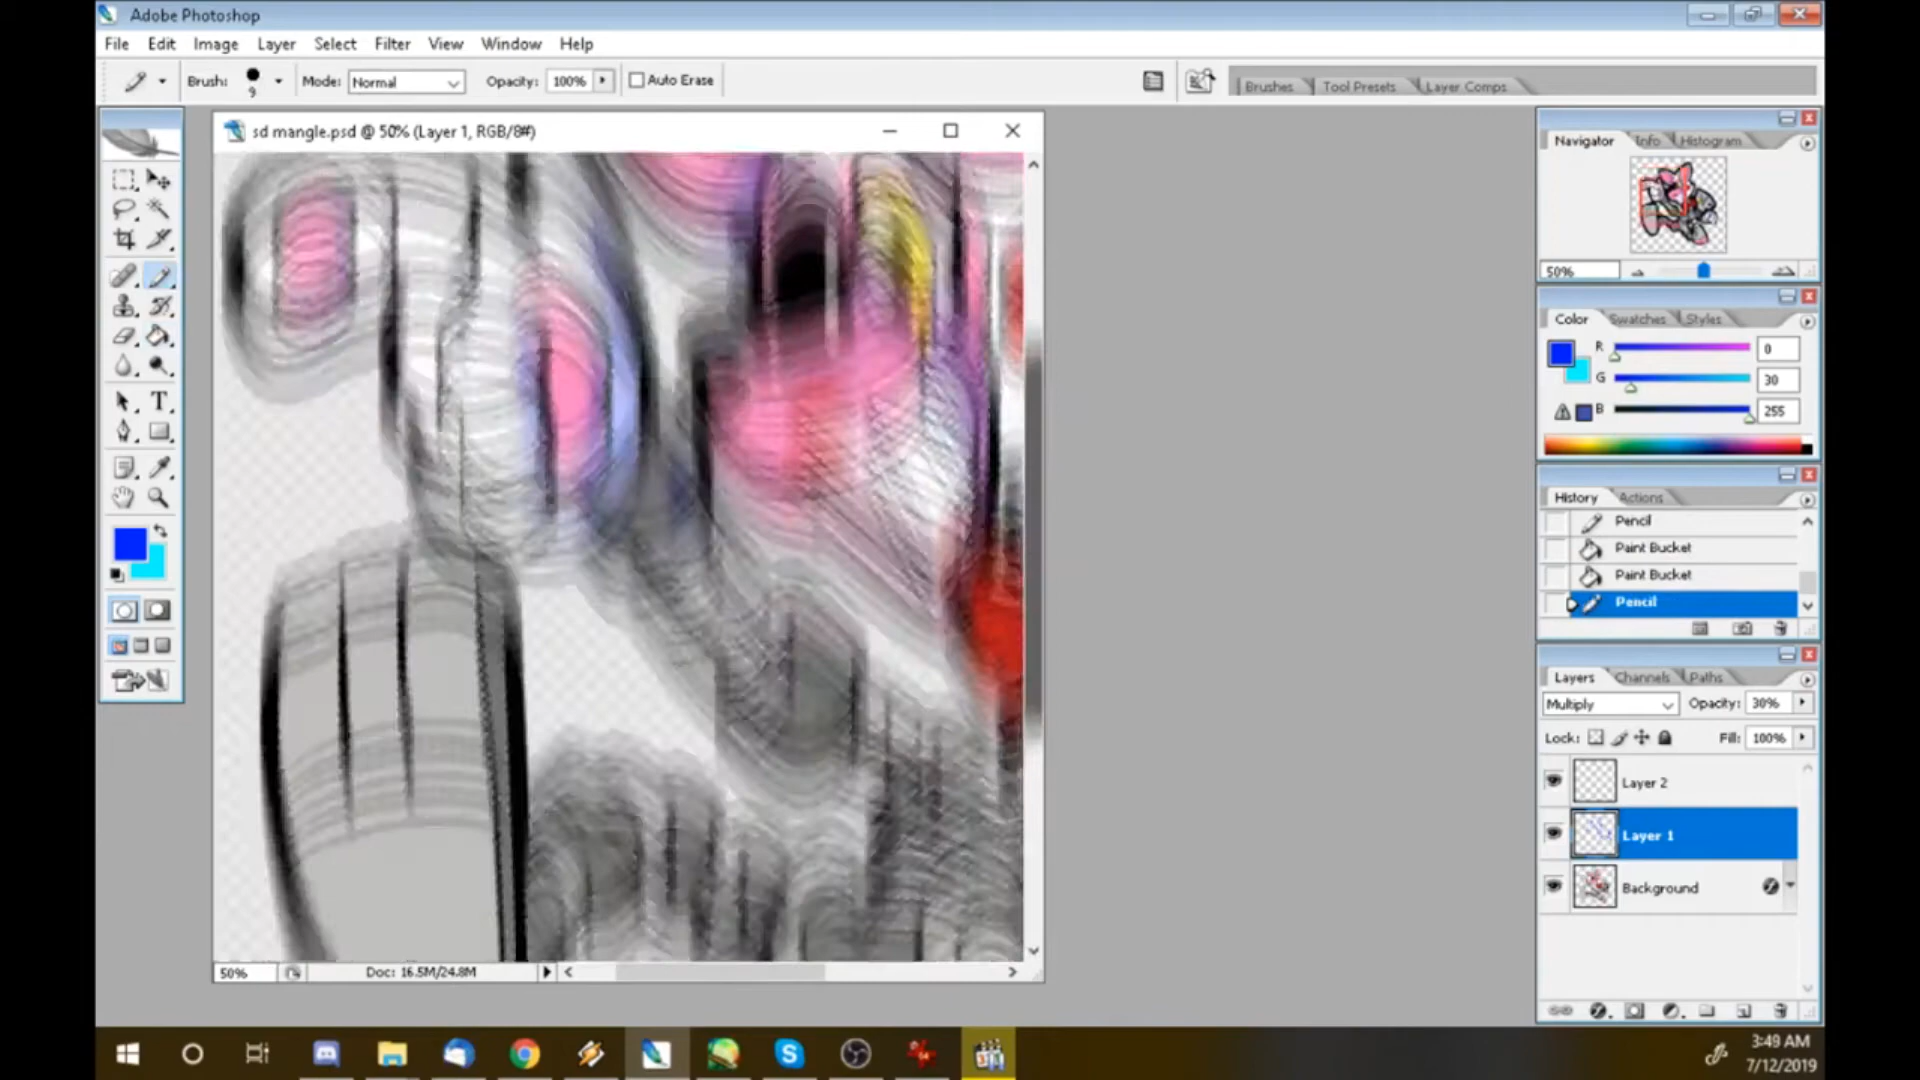 Adobe Photoshop
File Edit Image Layer Select Filter View Window Help
Brush: 9 Mode: Normal Opacity: 100% Auto Erase
Brushes Tool Presets Layer Comps
sd mangle.psd @ 50% (Layer 1, RGB/8#)
Navigator Info Histogram
50%
Color Swatches Styles
R 0
G 30
B 255
History Actions
Pencil
Paint Bucket
Paint Bucket
Pencil
Layers Channels Paths
Multiply Opacity: 30%
Lock: Fill: 100%
Layer 2
Layer 1
Background
50% Doc: 16.5M/24.8M
3:49 AM
7/12/2019